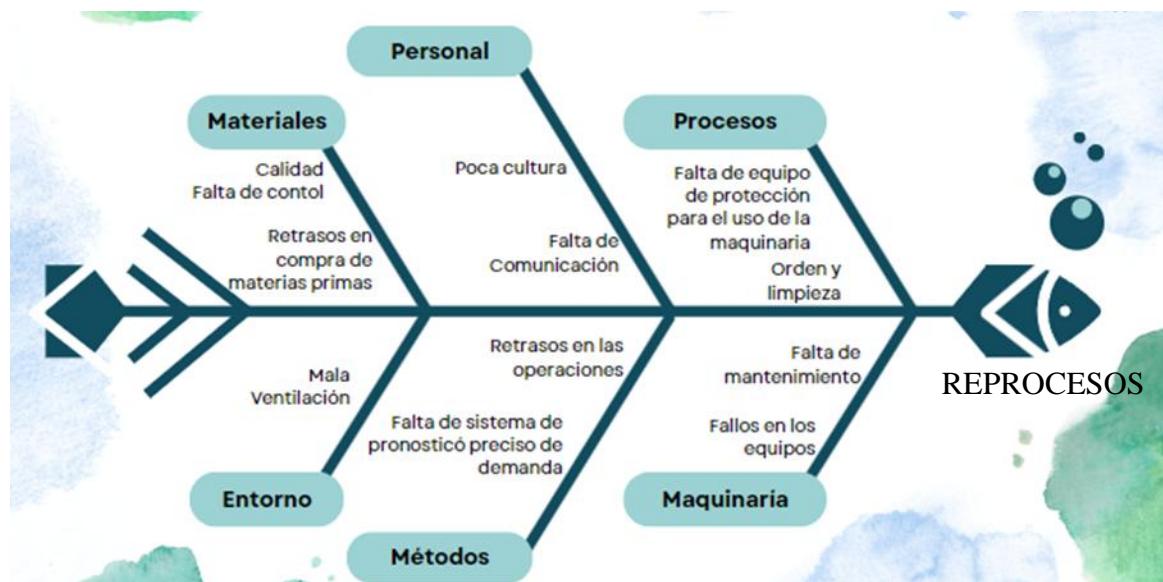 Personal
Materiales
Procesos
Calidad
Falta de contol
Retrasos en
compra de
materias primas
Poca cultura
Falta de
Comunicación
Falta de equipo
de protección
para el uso de la
maquinaria
Orden y
limpieza
REPROCESOS
Mala
Ventilación
Retrasos en las
operaciones
Falta de sistema de
pronosticó preciso de
demanda
Falta de
mantenimiento
Fallos en los
equipos
Entorno
Métodos
Maquinaría